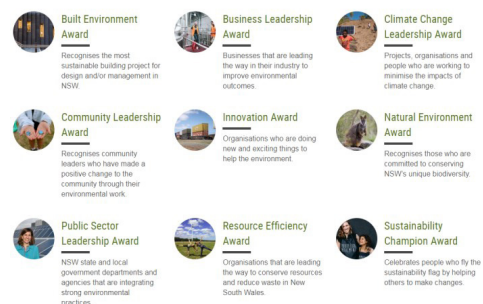 Built Environment
Award
Recognises the most
sustainable building project for
design and/or management in
NSW.
Business Leadership
Award
Businesses that are leading
the way in their industry to
improve environmental
outcomes.
Climate Change
Leadership Award
Projects, organisations and
people who are working to
minimise the impacts of
climate change.
Community Leadership
Award
Recognises community
leaders who have made a
positive change to the
community through their
environmental work.
Innovation Award
Organisations who are doing
new and exciting things to
help the environment.
Natural Environment
Award
Recognises those who are
committed to conserving
NSW's unique biodiversity.
Public Sector
Leadership Award
NSW state and local
government departments and
agencies that are integrating
strong environmental
practices.
Resource Efficiency
Award
Organisations that are leading
the way to conserve resources
and reduce waste in New
South Wales.
Sustainability
Champion Award
Celebrates people who fly the
sustainability flag by helping
others to make changes.